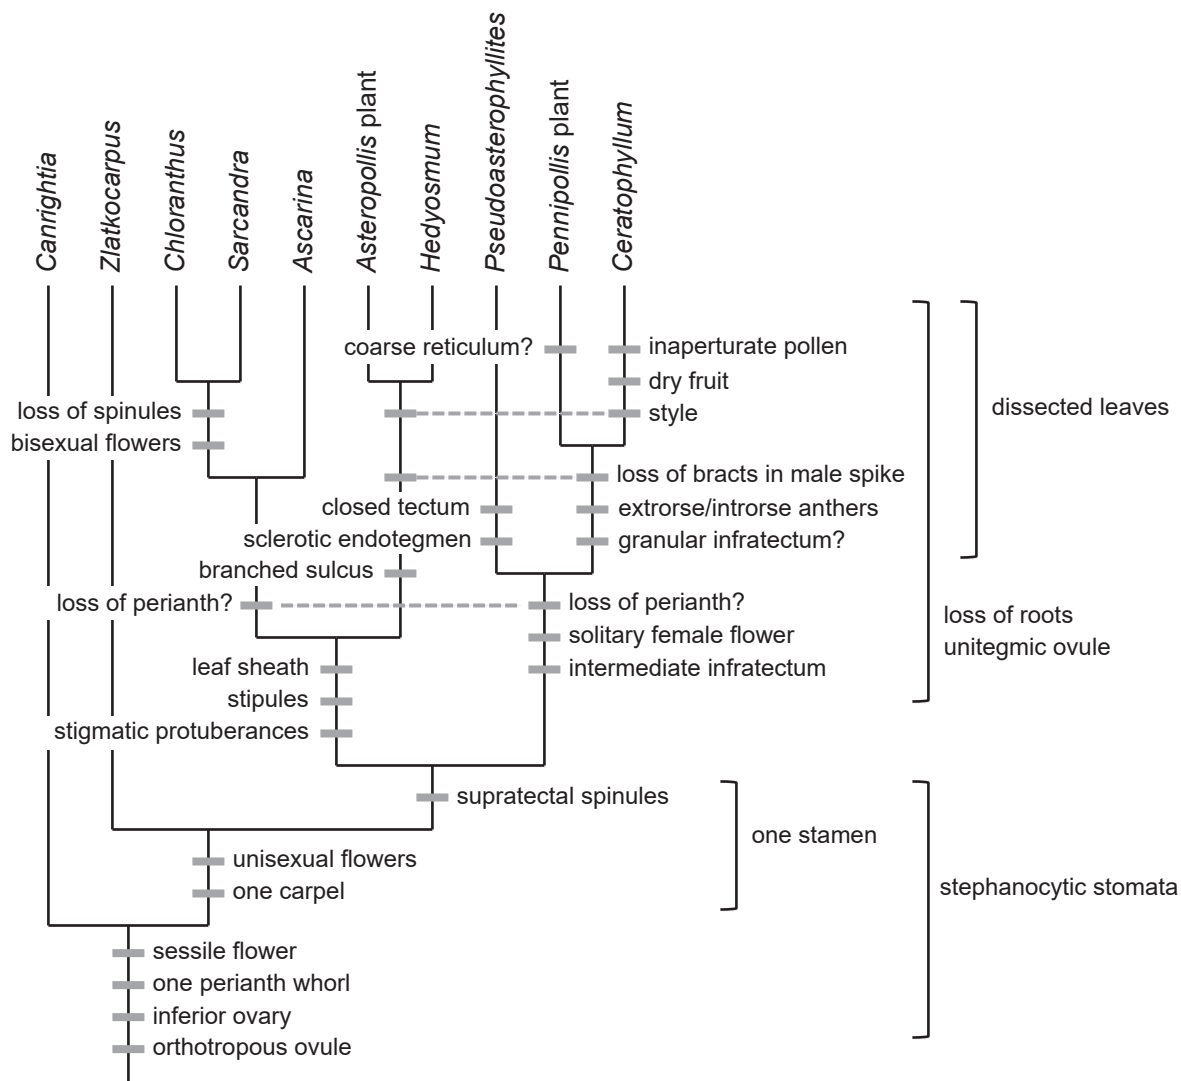 Canrightia
Zlatkocarpus
Chloranthus
Sarcandra
Ascarina
Asteropollis plant
Hedyosmum
Pseudoasterophyllites
Pennipollis plant
Ceratophyllum
coarse reticulum?
inaperturate pollen
dry fruit
style
loss of spinules
bisexual flowers
dissected leaves
loss of bracts in male spike
closed tectum
extrorse/introrse anthers
sclerotic endotegmen
granular infratectum?
branched sulcus
loss of perianth?
loss of perianth?
solitary female flower
intermediate infratectum
loss of roots
unitegmic ovule
leaf sheath
stipules
stigmatic protuberances
supratectal spinules
one stamen
unisexual flowers
one carpel
stephanocytic stomata
sessile flower
one perianth whorl
inferior ovary
orthotropous ovule